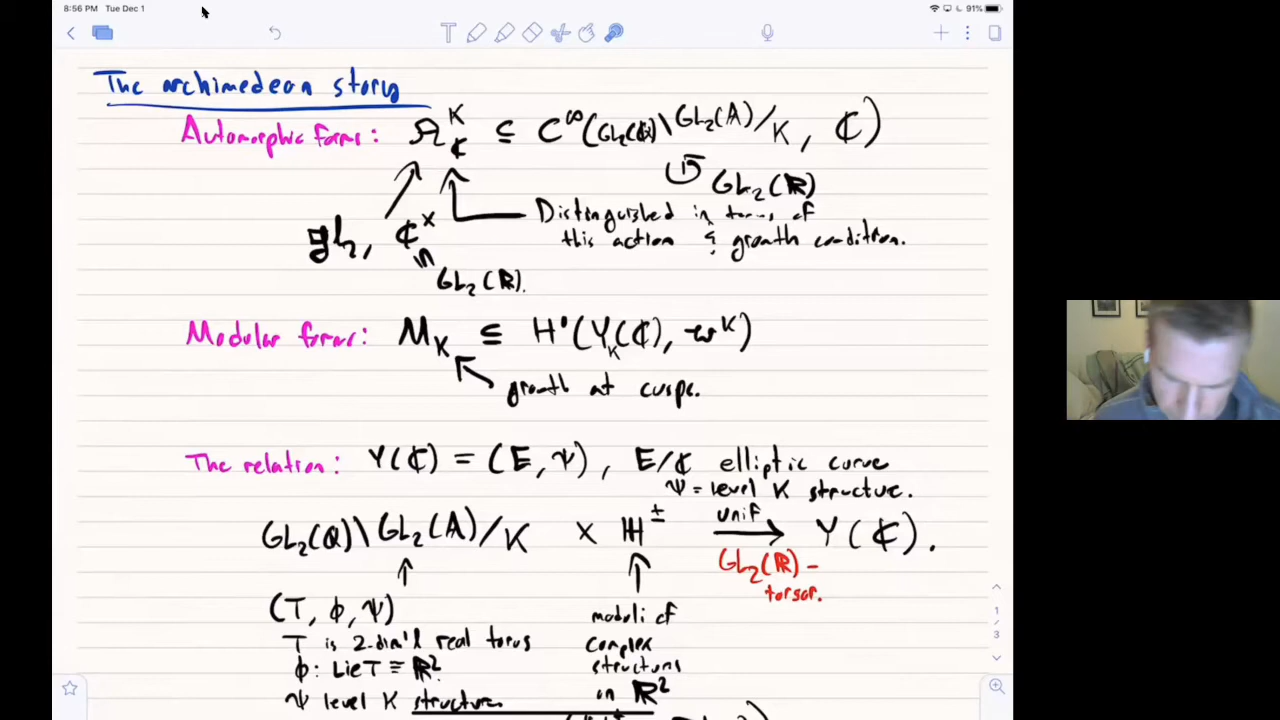 8:56 PM Tue Dec 1
91%
The archimedean story
Automorphic forms: 𝒜_ℂ^K ⊆ C^∞(GL₂(ℚ)\GL₂(𝔸)/K, ℂ)
↻ GL₂(ℝ)
Distinguished in terms of
this action & growth condition.
𝔤𝔩₂, ℂ^×
∩
GL₂(ℝ).
Modular forms: M_K ⊆ H⁰(Y_K(ℂ), ω^k)
growth at cusps.
The relation: Y(ℂ) = (E, Ψ), E/ℂ elliptic curve
Ψ = level K structure.
GL₂(ℚ)\GL₂(𝔸)/K × ℍ^± unif → Y(ℂ).
GL₂(ℝ)-
torsor.
(T, φ, Ψ)
T is 2-dim'l real torus
φ: Lie T ≅ ℝ².
Ψ level K structure
moduli of
complex
structures
on ℝ²
1
/
3